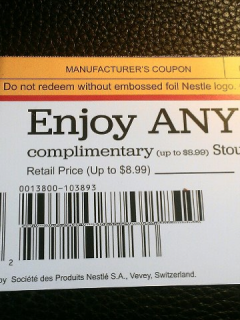 MANUFACTURER'S COUPON
Do not redeem without embossed foil Nestle logo.
Enjoy ANY
complimentary (up to $8.99) Stou
Retail Price (Up to $8.99)
0013800-103893
2
by Société des Produits Nestlé S.A., Vevey, Switzerland.